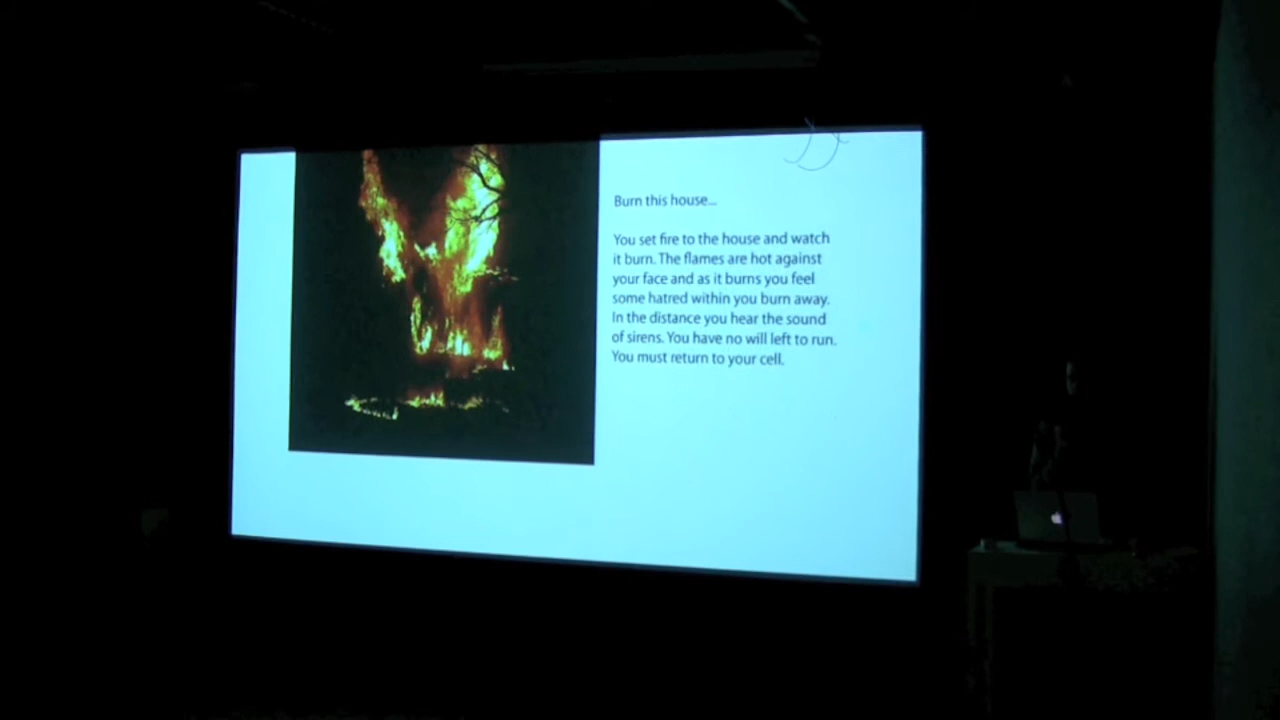 Burn this house...
You set fire to the house and watch
it burn. The flames are hot against
your face and as it burns you feel
some hatred within you burn away.
In the distance you hear the sound
of sirens. You have no will left to run.
You must return to your cell.